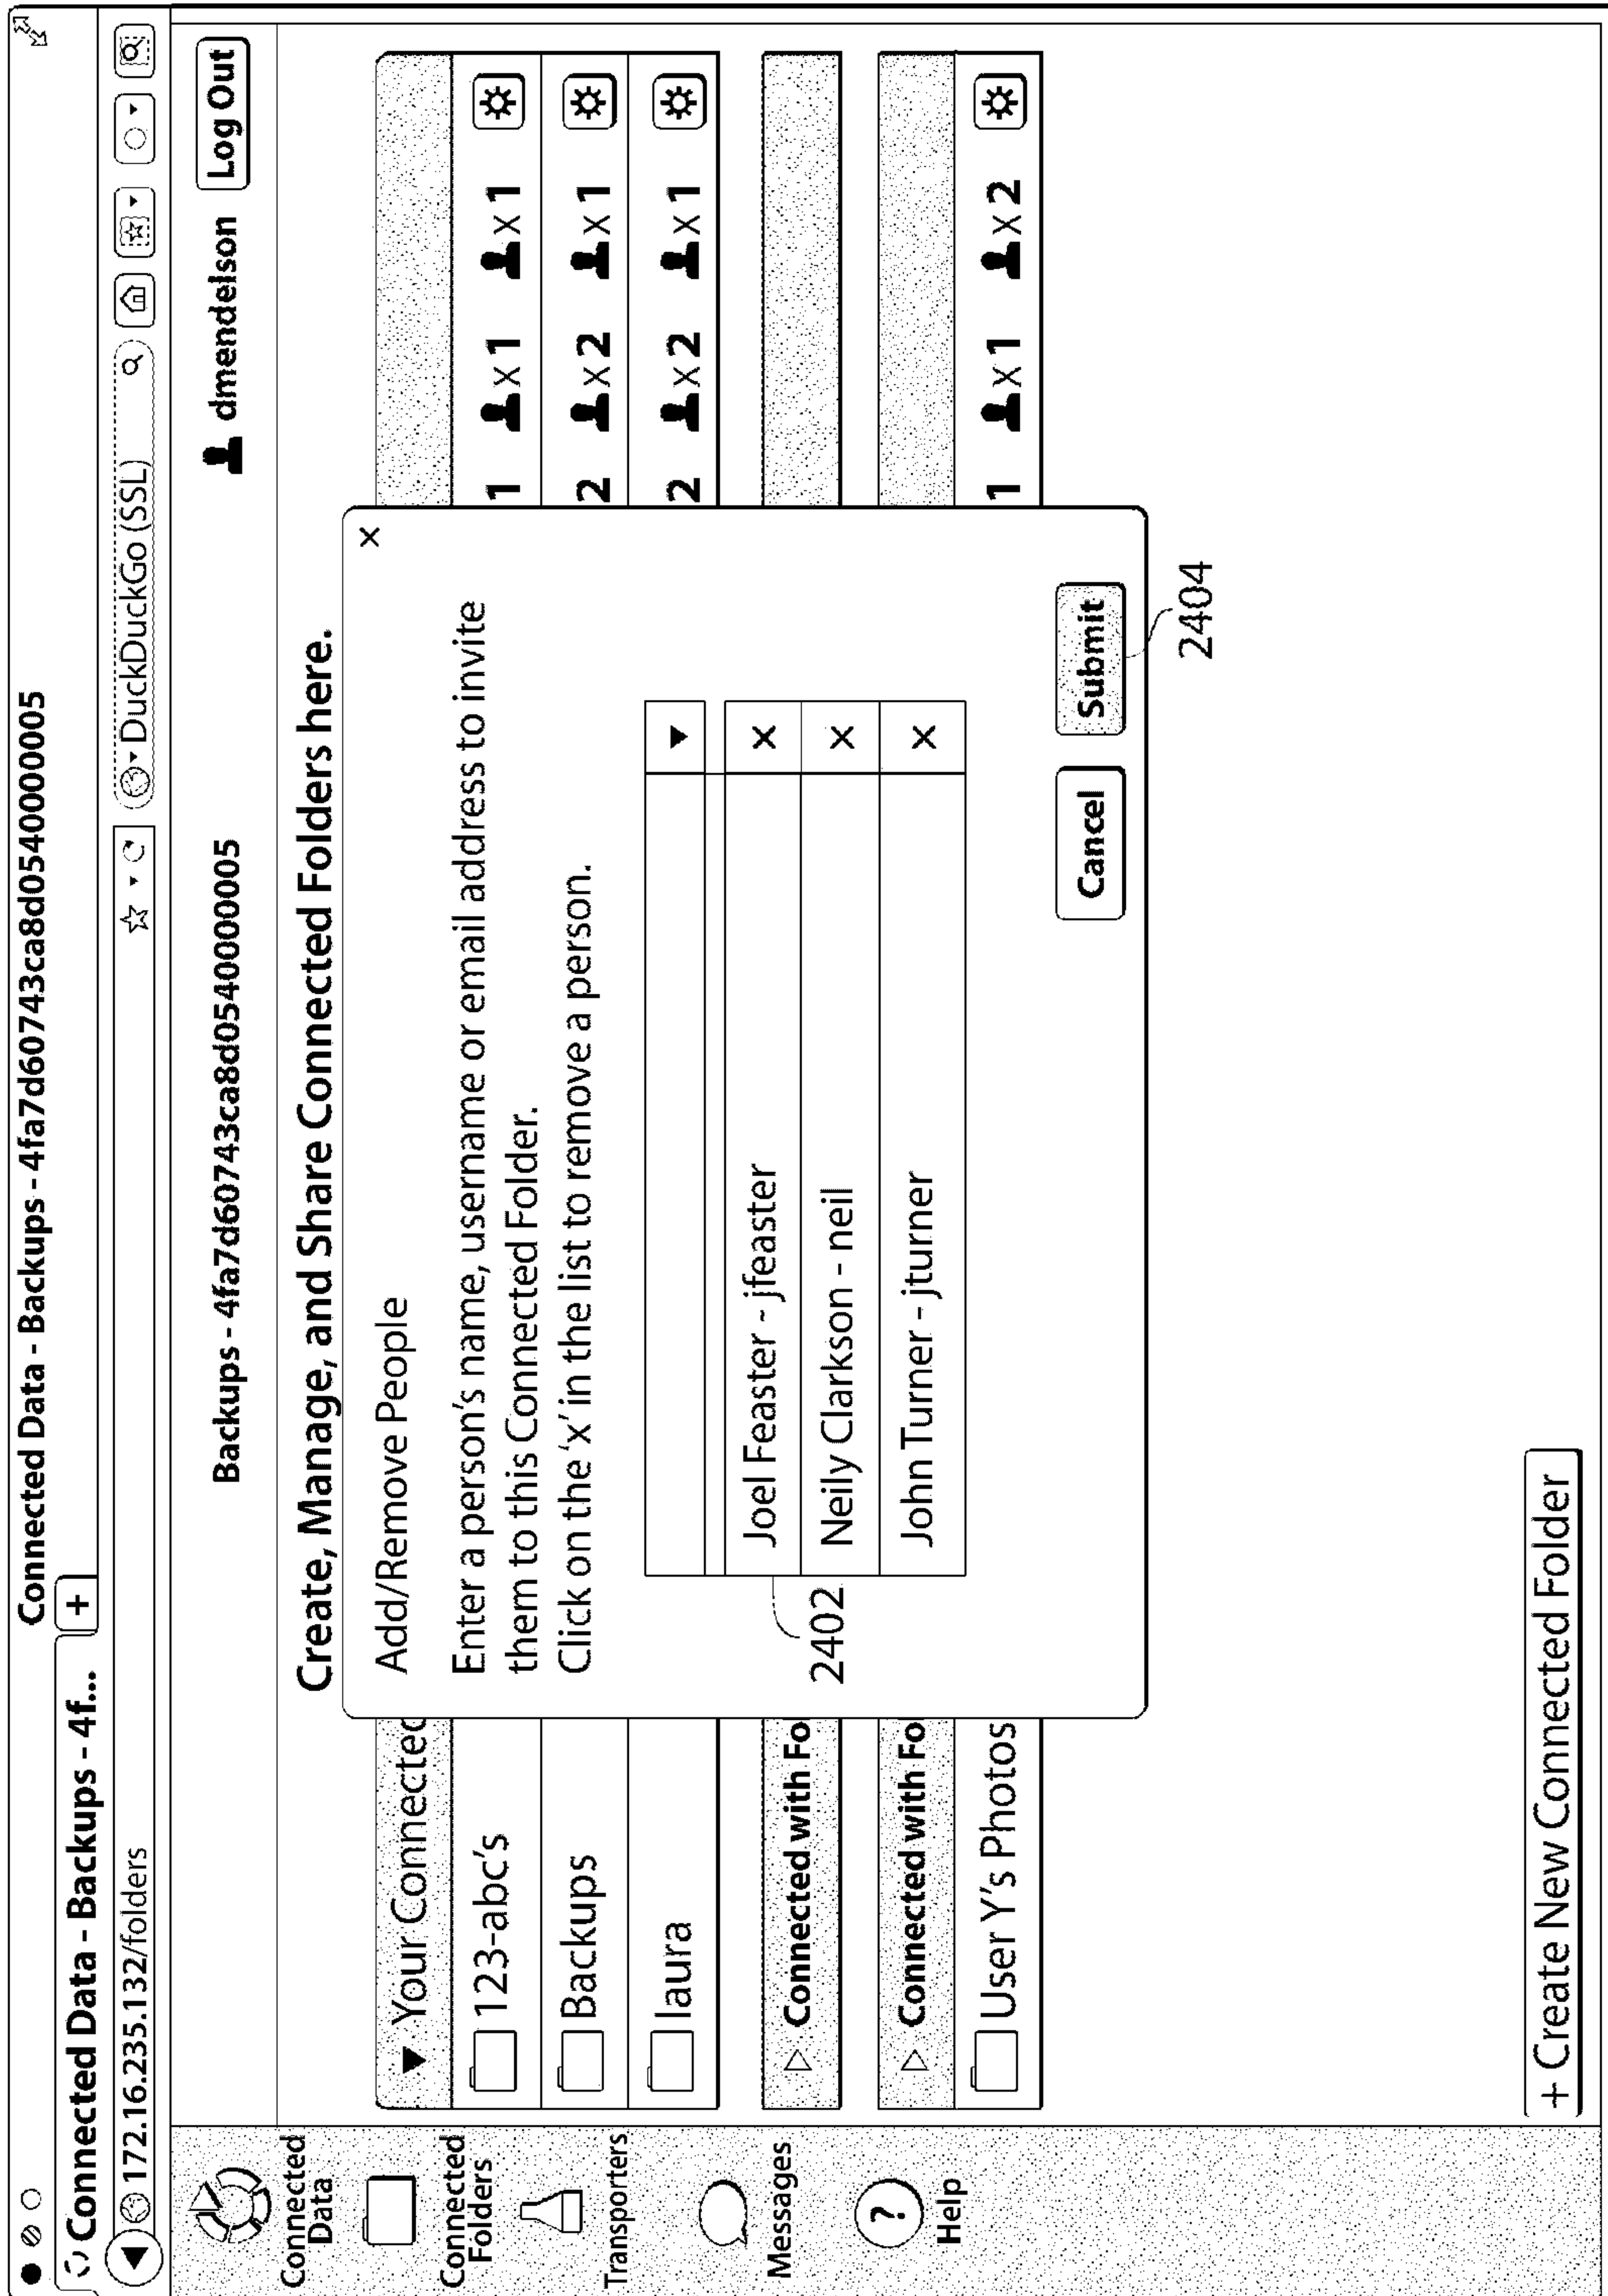 Connected Data - Backups - 4fa7d60743ca8d0540000005
Connected Data - Backups - 4f... +
172.16.235.132/folders
DuckDuckGo (SSL)
Backups - 4fa7d60743ca8d0540000005
dmendelson
Log Out
Connected
Data
Connected
Folders
Transporters
Messages
?
Help
Create, Manage, and Share Connected Folders here.
Your Connected
123-abc's 1 x 1 x 1
Backups 2 x 2 x 1
laura 2 x 2 x 1
Connected with Fo
Connected with Fo
User Y's Photos 1 x 1 x 2
x
Add/Remove People
Enter a person's name, username or email address to invite
them to this Connected Folder.
Click on the 'x' in the list to remove a person.
Joel Feaster ~ jfeaster x
Neily Clarkson - neil x
John Turner - jturner x
2402
Cancel
Submit
2404
+ Create New Connected Folder